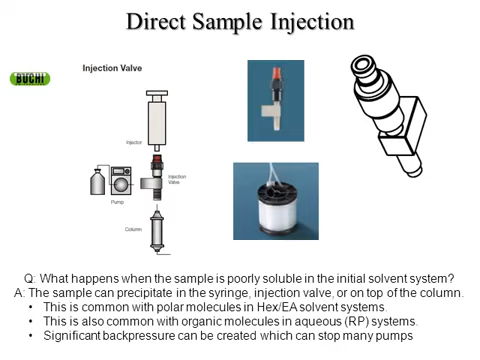 Direct Sample Injection
BUCHI
Injection Valve
Injector
Injection
Valve
Pump
Column
Q: What happens when the sample is poorly soluble in the initial solvent system?
A: The sample can precipitate in the syringe, injection valve, or on top of the column.
• This is common with polar molecules in Hex/EA solvent systems.
• This is also common with organic molecules in aqueous (RP) systems.
• Significant backpressure can be created which can stop many pumps